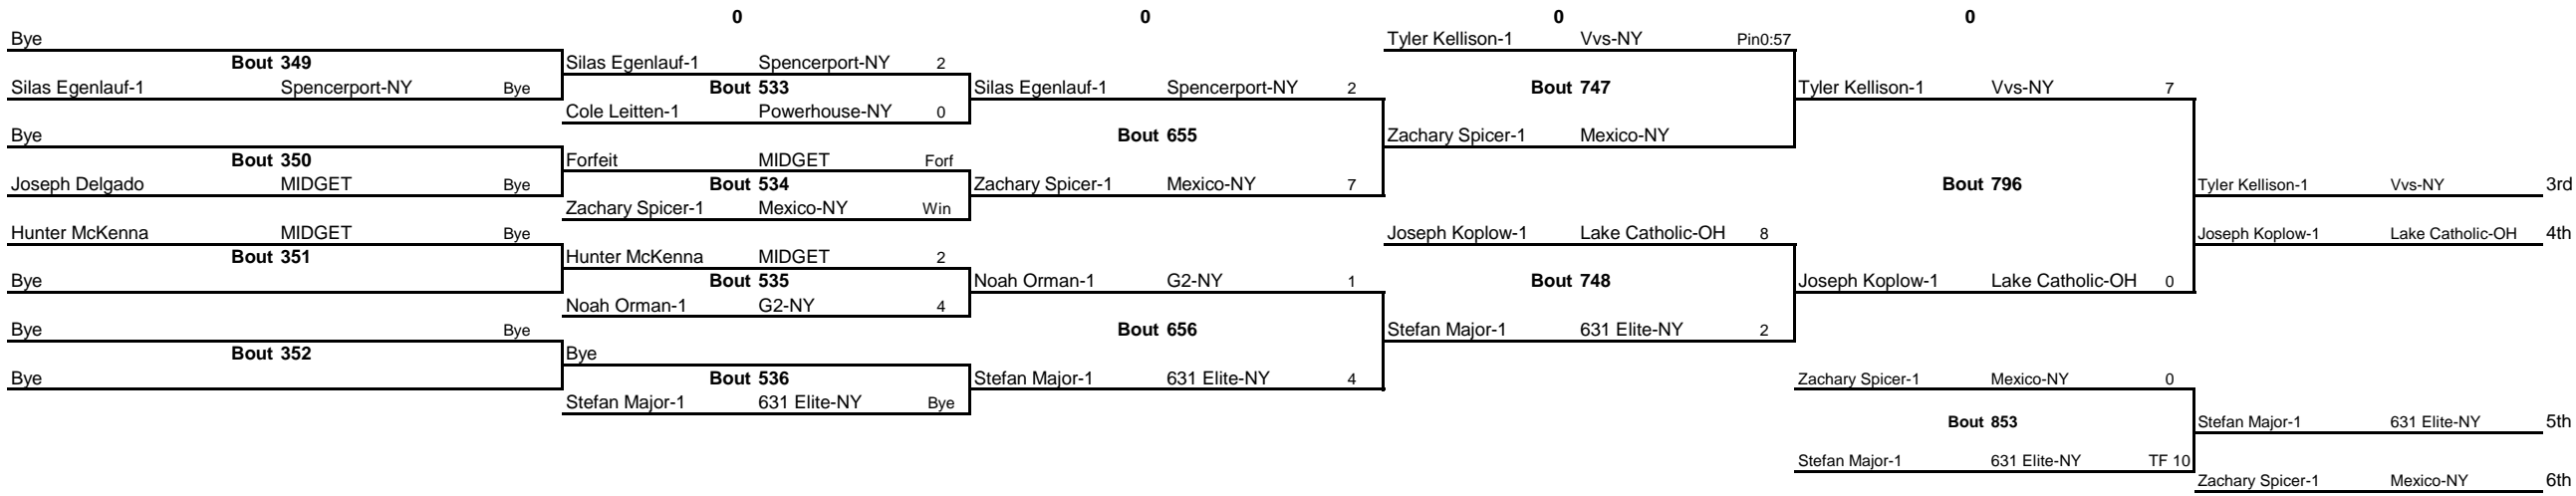 0 0 0 0
Bye
Bout 349
Silas Egenlauf-1 Spencerport-NY Bye
Bye
Bout 350
Joseph Delgado MIDGET Bye
Hunter McKenna MIDGET Bye
Bout 351
Bye
Bye Bye
Bout 352
Bye
Silas Egenlauf-1 Spencerport-NY 2
Bout 533
Cole Leitten-1 Powerhouse-NY 0
Forfeit MIDGET Forf
Bout 534
Zachary Spicer-1 Mexico-NY Win
Hunter McKenna MIDGET 2
Bout 535
Noah Orman-1 G2-NY 4
Bye
Bout 536
Stefan Major-1 631 Elite-NY Bye
Silas Egenlauf-1 Spencerport-NY 2
Bout 655
Zachary Spicer-1 Mexico-NY 7
Noah Orman-1 G2-NY 1
Bout 656
Stefan Major-1 631 Elite-NY 4
Tyler Kellison-1 Vvs-NY Pin0:57
Bout 747
Zachary Spicer-1 Mexico-NY
Joseph Koplow-1 Lake Catholic-OH 8
Bout 748
Stefan Major-1 631 Elite-NY 2
Tyler Kellison-1 Vvs-NY 7
Bout 796
Joseph Koplow-1 Lake Catholic-OH 0
Zachary Spicer-1 Mexico-NY 0
Bout 853
Stefan Major-1 631 Elite-NY TF 10
Tyler Kellison-1 Vvs-NY 3rd
Joseph Koplow-1 Lake Catholic-OH 4th
Stefan Major-1 631 Elite-NY 5th
Zachary Spicer-1 Mexico-NY 6th